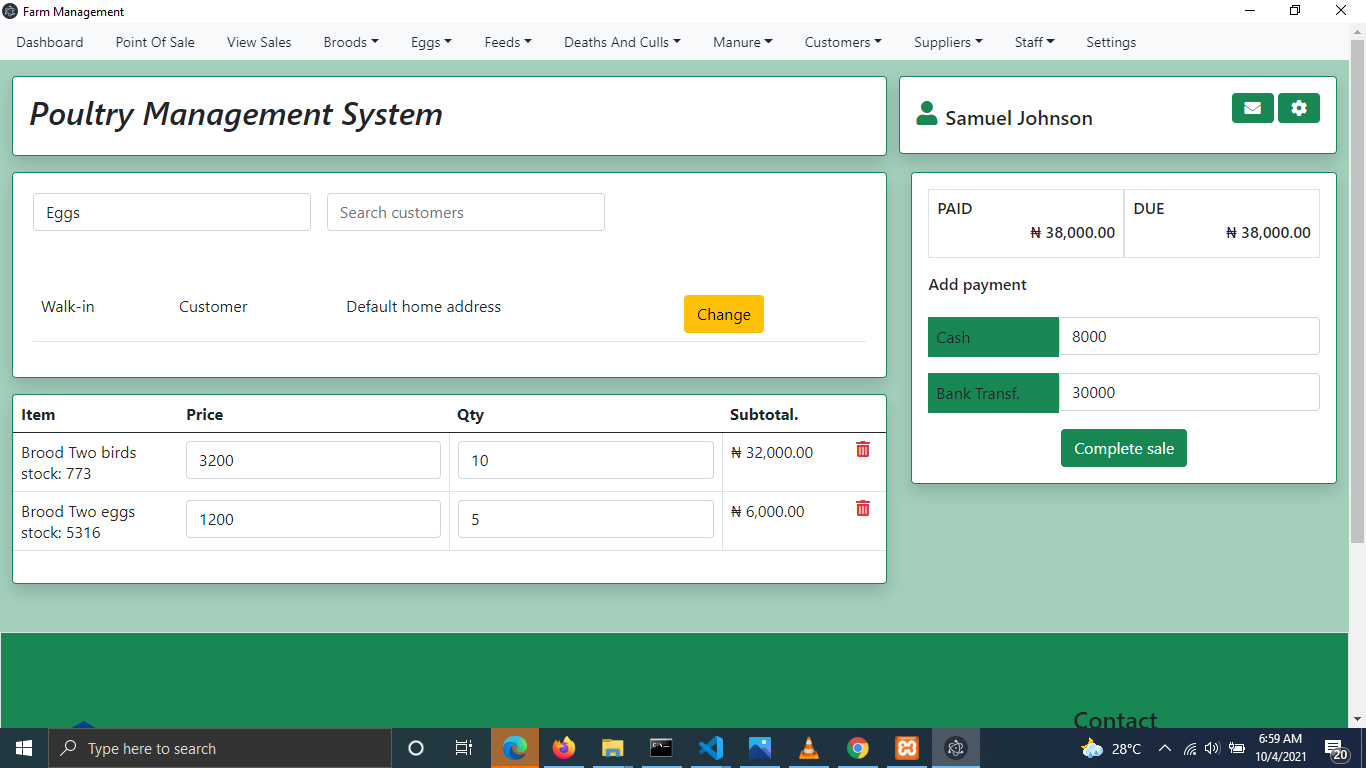 Farm Management
Dashboard Point Of Sale View Sales Broods Eggs Feeds Deaths And Culls Manure Customers Suppliers Staff Settings
Poultry Management System
Samuel Johnson
Eggs Search customers
Walk-in Customer Default home address Change
PAID DUE
₦ 38,000.00 ₦ 38,000.00
Add payment
Cash 8000
Bank Transf. 30000
Complete sale
Item Price Qty Subtotal.
Brood Two birds 3200 10 ₦ 32,000.00
stock: 773
Brood Two eggs 1200 5 ₦ 6,000.00
stock: 5316
Contact
Type here to search
28°C
6:59 AM
10/4/2021
20